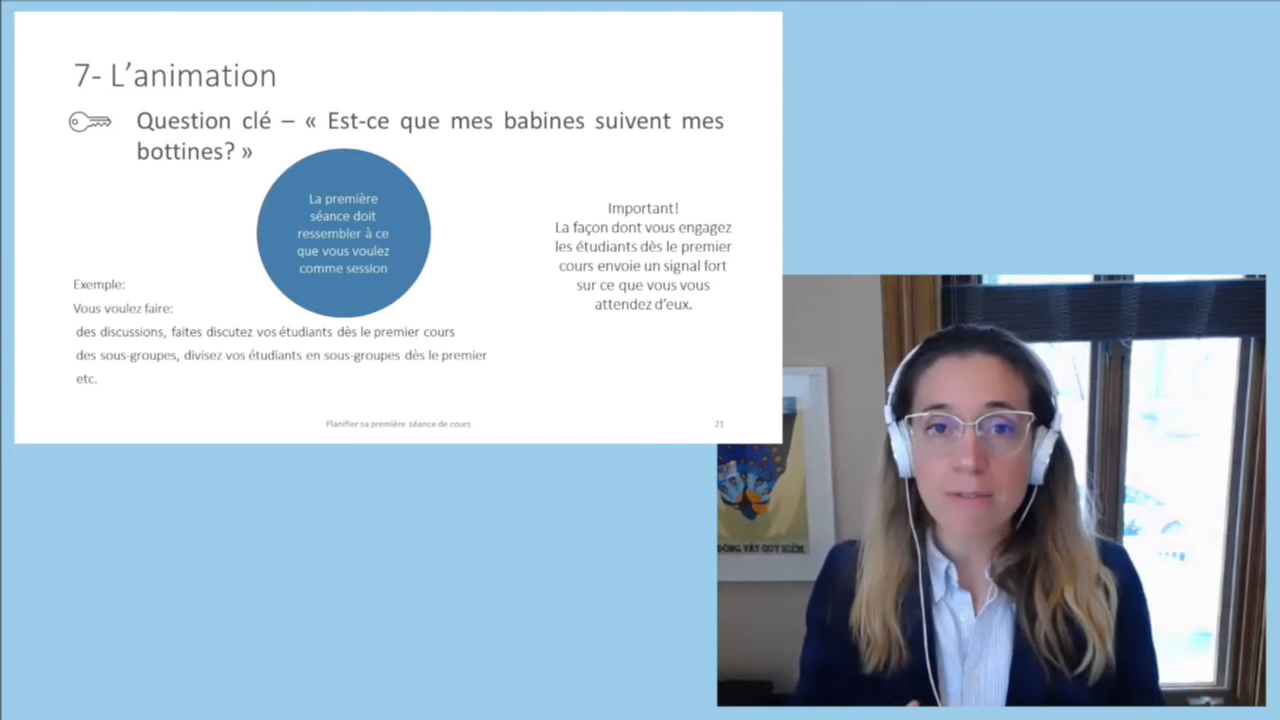 7- L’animation
Question clé – « Est-ce que mes babines suivent mes
bottines? »
La première
séance doit
ressembler à ce
que vous voulez
comme session
Important!
La façon dont vous engagez
les étudiants dès le premier
cours envoie un signal fort
sur ce que vous vous
attendez d’eux.
Exemple:
Vous voulez faire:
des discussions, faites discutez vos étudiants dès le premier cours
des sous-groupes, divisez vos étudiants en sous-groupes dès le premier
etc.
Planifier sa première séance de cours
21
ĐỘNG VẬT QUÝ HIẾM